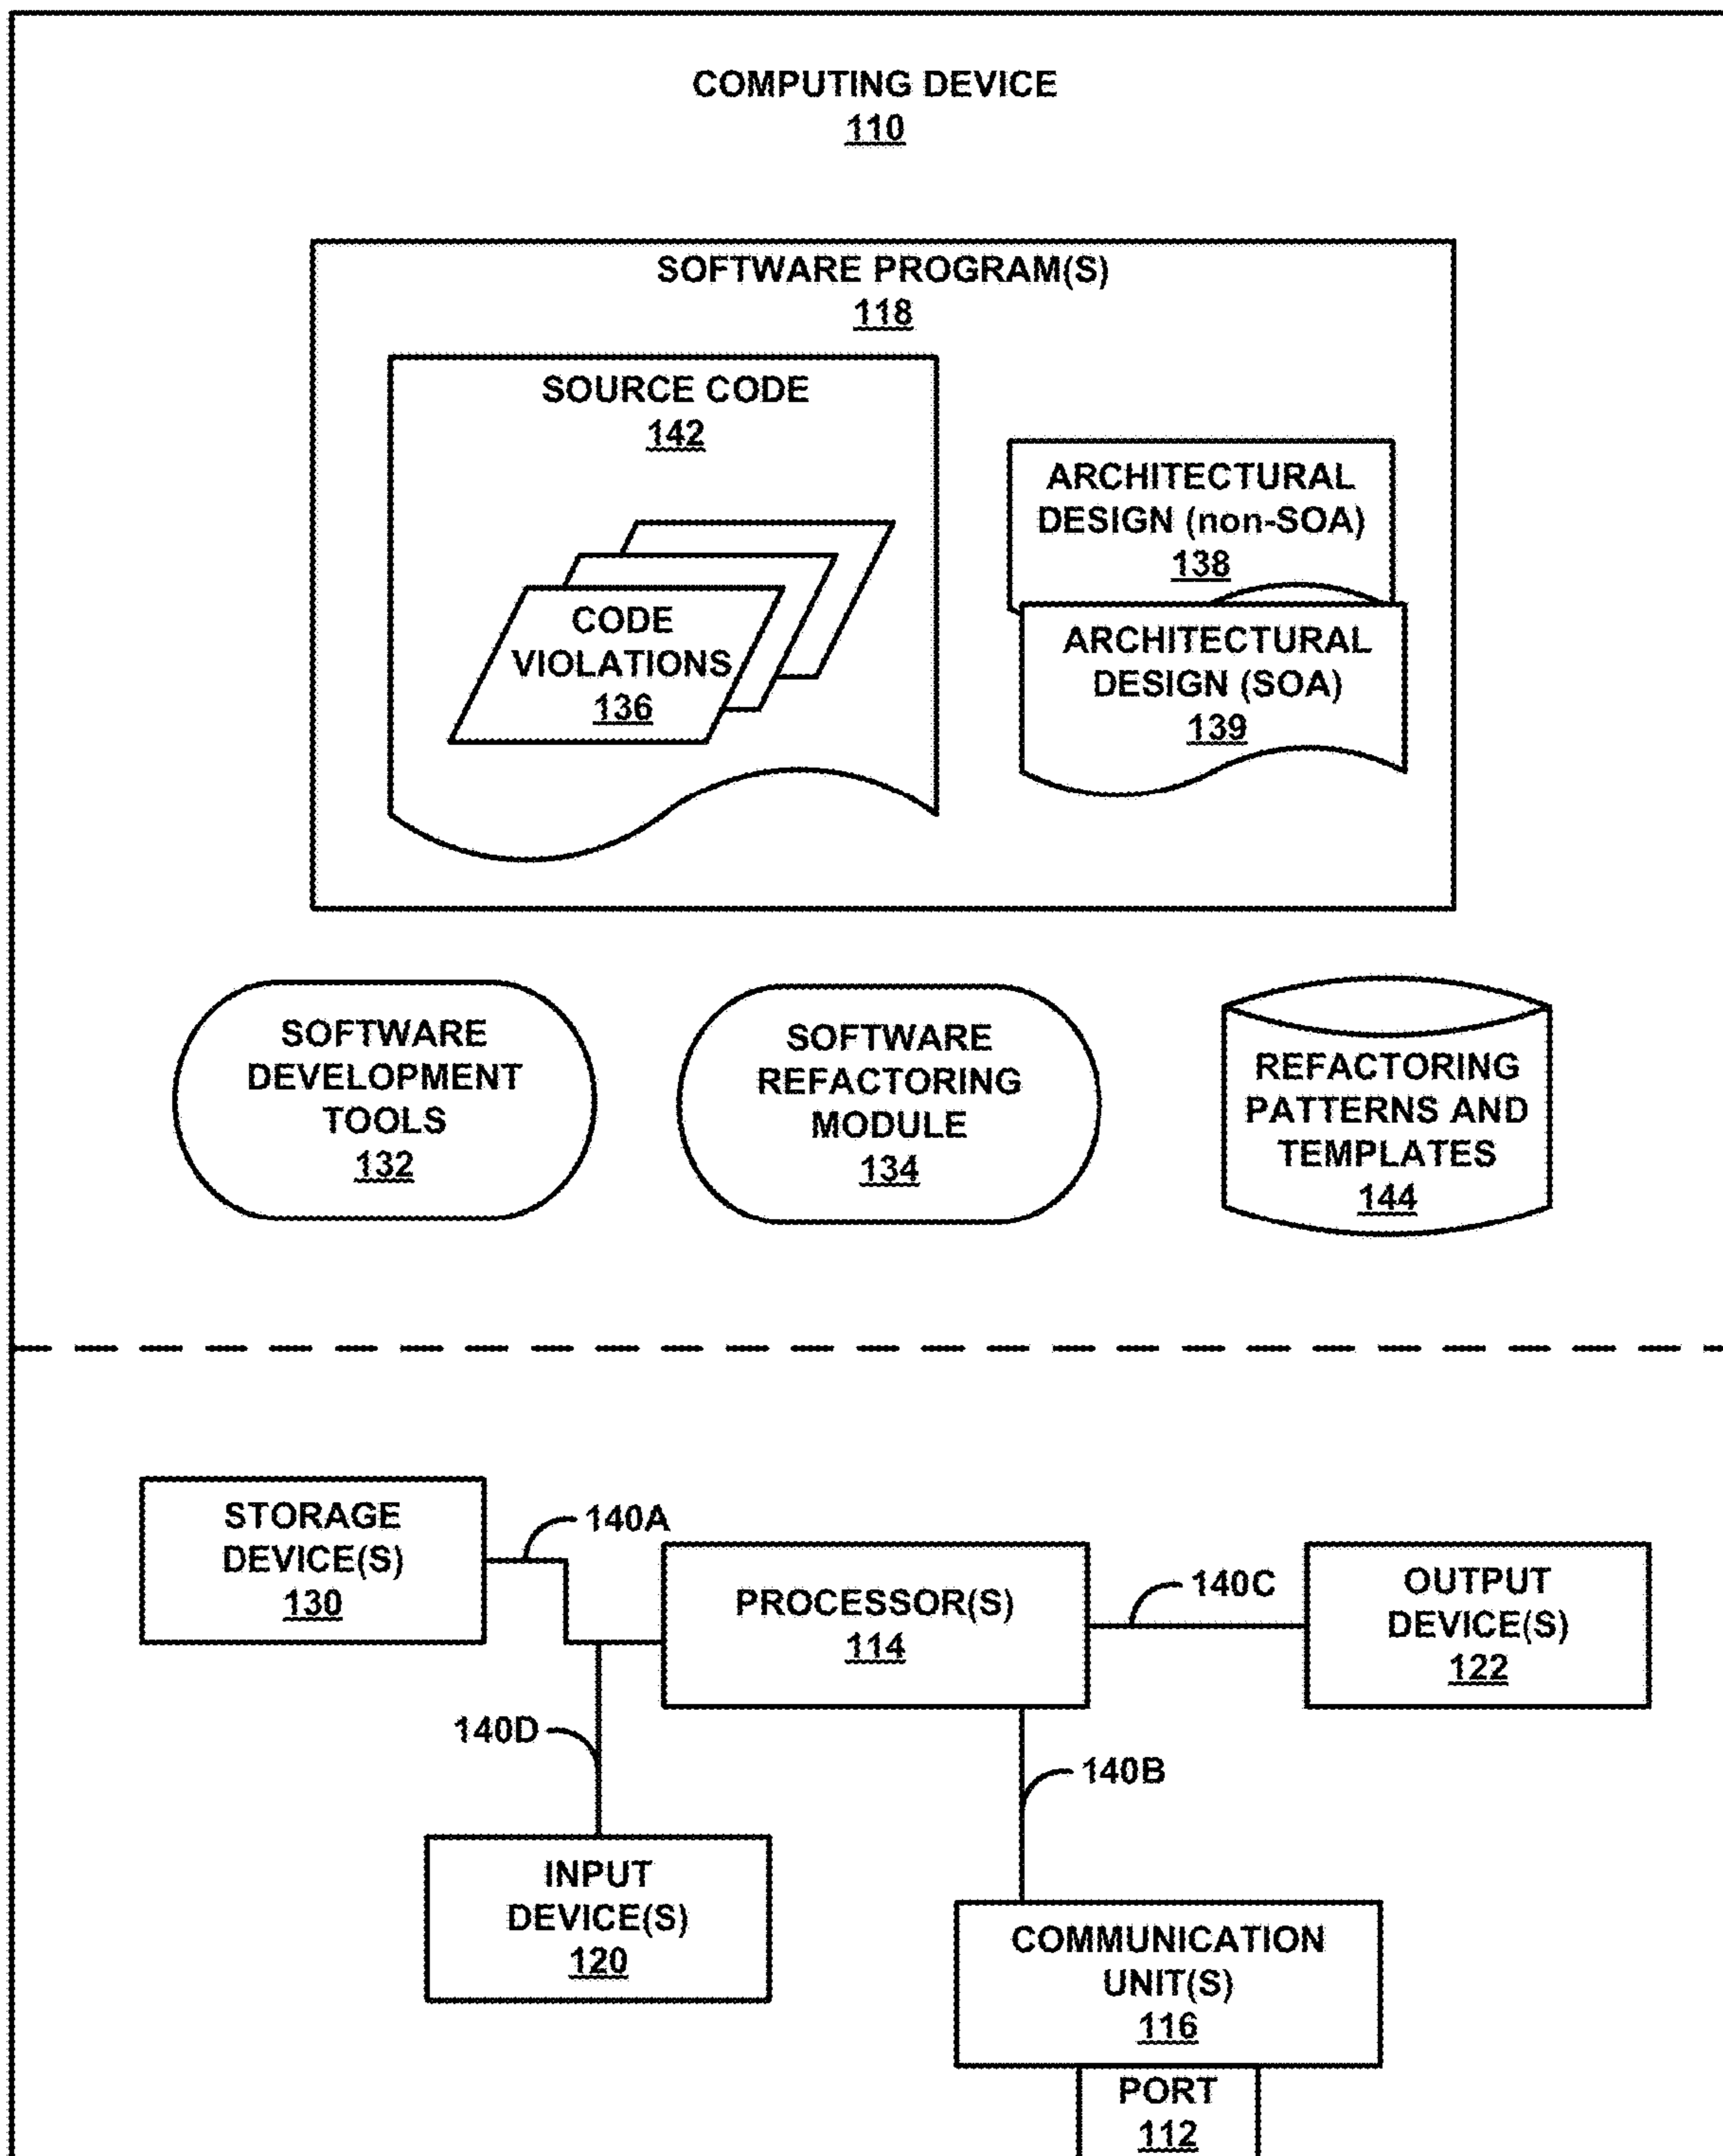 COMPUTING DEVICE
110
SOFTWARE PROGRAM(S)
118
SOURCE CODE
142
CODE
VIOLATIONS
136
ARCHITECTURAL
DESIGN (non-SOA)
138
ARCHITECTURAL
DESIGN (SOA)
139
SOFTWARE
DEVELOPMENT
TOOLS
132
SOFTWARE
REFACTORING
MODULE
134
REFACTORING
PATTERNS AND
TEMPLATES
144
STORAGE
DEVICE(S)
130
140A
PROCESSOR(S)
114
140C
OUTPUT
DEVICE(S)
122
140D
140B
INPUT
DEVICE(S)
120
COMMUNICATION
UNIT(S)
116
PORT
112